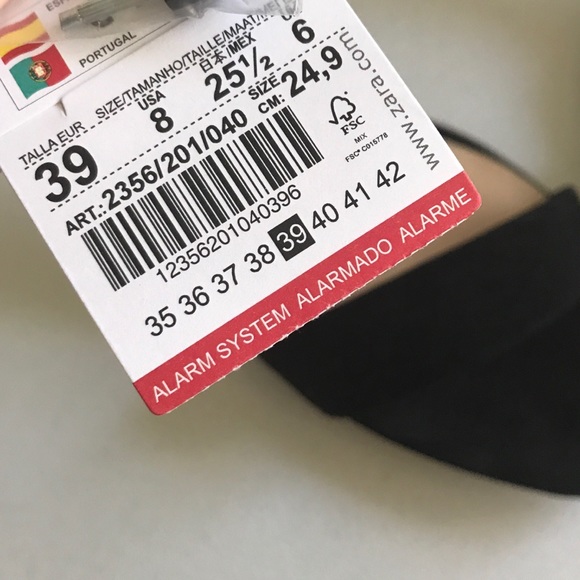 PORTUGAL
TALLA EUR SIZE/TAMANHO/TAILLE/MAAT/
USA 日本/MEX
39 8 25½ 6
SIZE
CM: 24,9
ART.: 2356/201/040
12356201040396
FSC
MIX
FSC® C015778
www.zara.com
35 36 37 38 39 40 41 42
ALARM SYSTEM ALARMADO ALARME